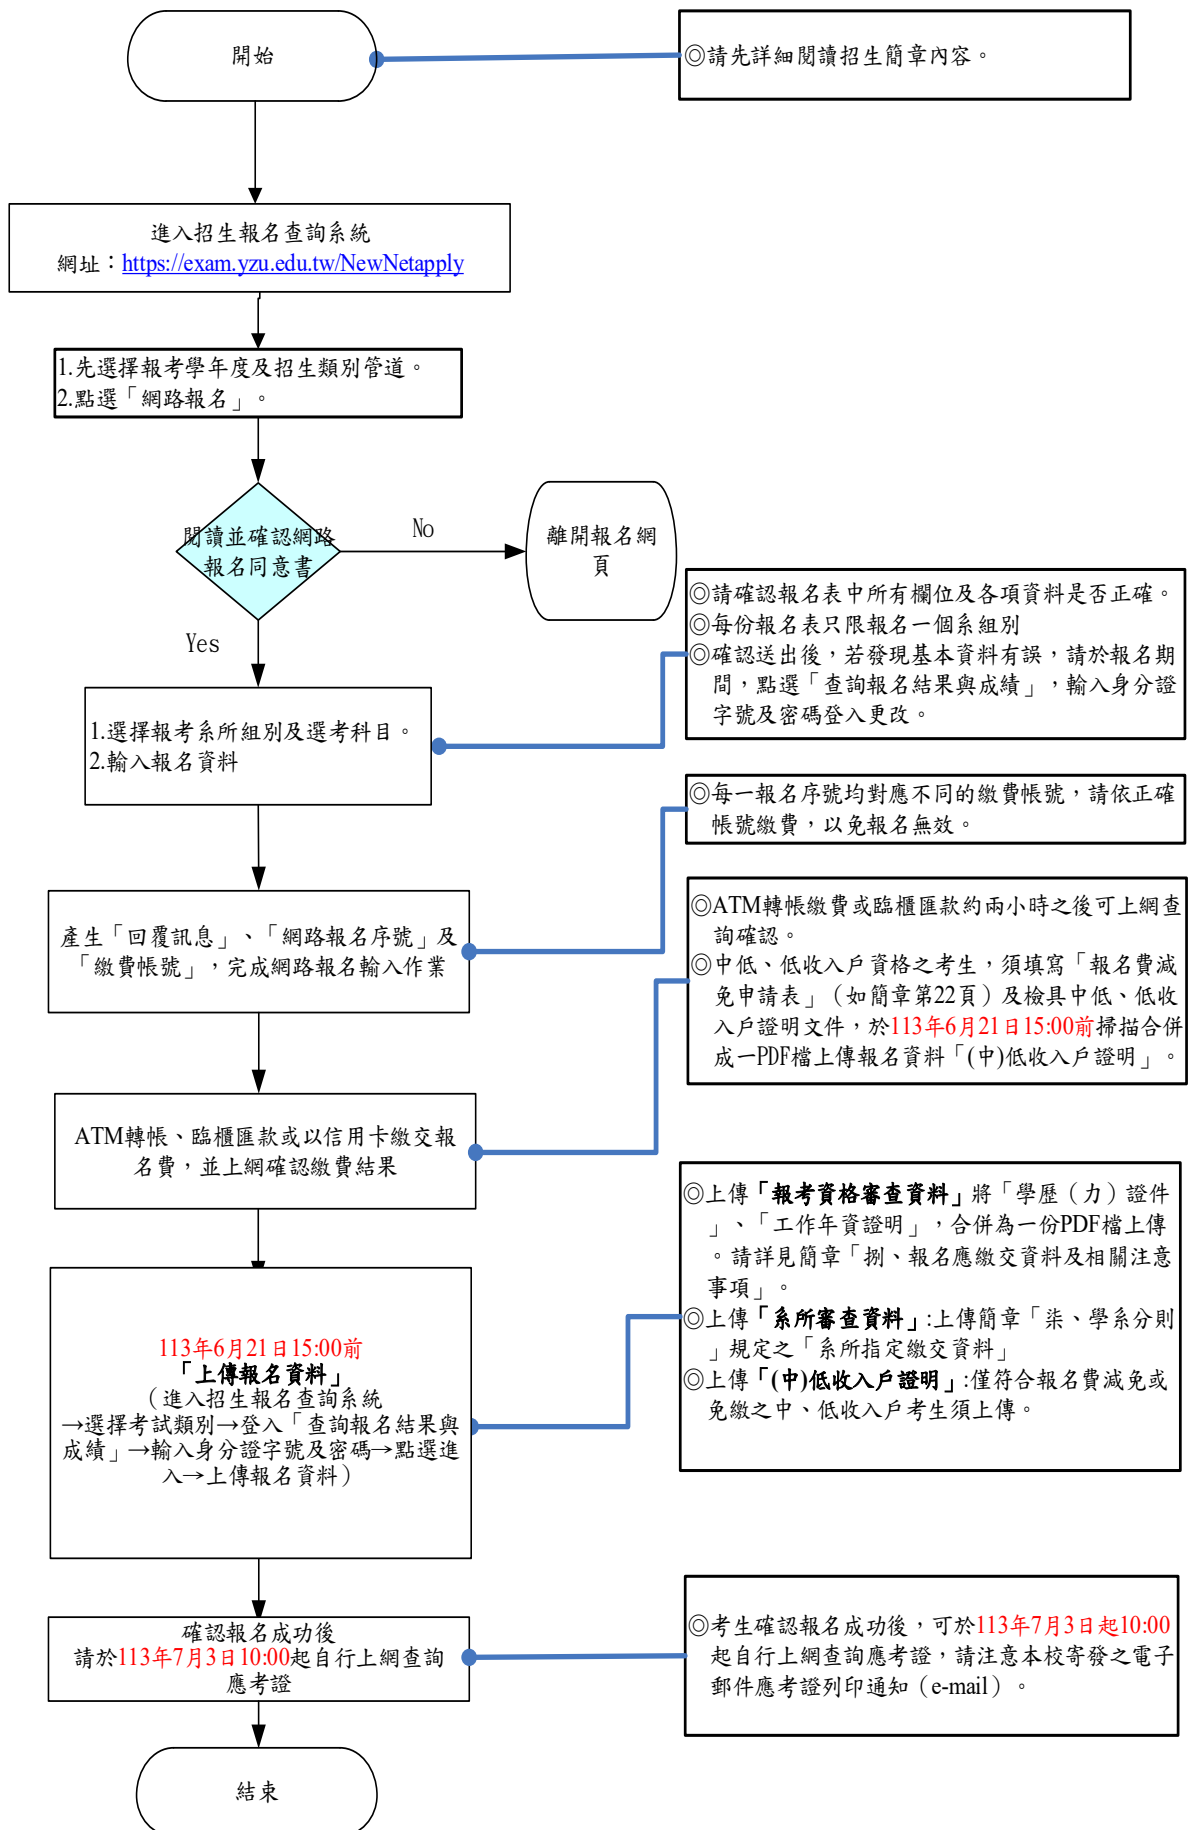 開始
◎請先詳細閱讀招生簡章內容。
進入招生報名查詢系統
網址：https://exam.yzu.edu.tw/NewNetapply
1.先選擇報考學年度及招生類別管道。
2.點選「網路報名」。
閱讀並確認網路
報名同意書
No
離開報名網
頁
Yes
◎請確認報名表中所有欄位及各項資料是否正確。
◎每份報名表只限報名一個系組別
◎確認送出後，若發現基本資料有誤，請於報名期
間，點選「查詢報名結果與成績」，輸入身分證
字號及密碼登入更改。
1.選擇報考系所組別及選考科目。
2.輸入報名資料
◎每一報名序號均對應不同的繳費帳號，請依正確
帳號繳費，以免報名無效。
產生「回覆訊息」、「網路報名序號」及
「繳費帳號」，完成網路報名輸入作業
◎ATM轉帳繳費或臨櫃匯款約兩小時之後可上網查
詢確認。
◎中低、低收入戶資格之考生，須填寫「報名費減
免申請表」（如簡章第22頁）及檢具中低、低收
入戶證明文件，於113年6月21日15:00前掃描合併
成一PDF檔上傳報名資料「(中)低收入戶證明」。
ATM轉帳、臨櫃匯款或以信用卡繳交報
名費，並上網確認繳費結果
◎上傳「報考資格審查資料」將「學歷（力）證件
」、「工作年資證明」，合併為一份PDF檔上傳
。請詳見簡章「捌、報名應繳交資料及相關注意
事項」。
◎上傳「系所審查資料」:上傳簡章「柒、學系分則
」規定之「系所指定繳交資料」
◎上傳「(中)低收入戶證明」:僅符合報名費減免或
免繳之中、低收入戶考生須上傳。
113年6月21日15:00前
「上傳報名資料」
（進入招生報名查詢系統
→選擇考試類別→登入「查詢報名結果與
成績」→輸入身分證字號及密碼→點選進
入→上傳報名資料）
確認報名成功後
請於113年7月3日10:00起自行上網查詢
應考證
◎考生確認報名成功後，可於113年7月3日起10:00
起自行上網查詢應考證，請注意本校寄發之電子
郵件應考證列印通知（e-mail）。
結束